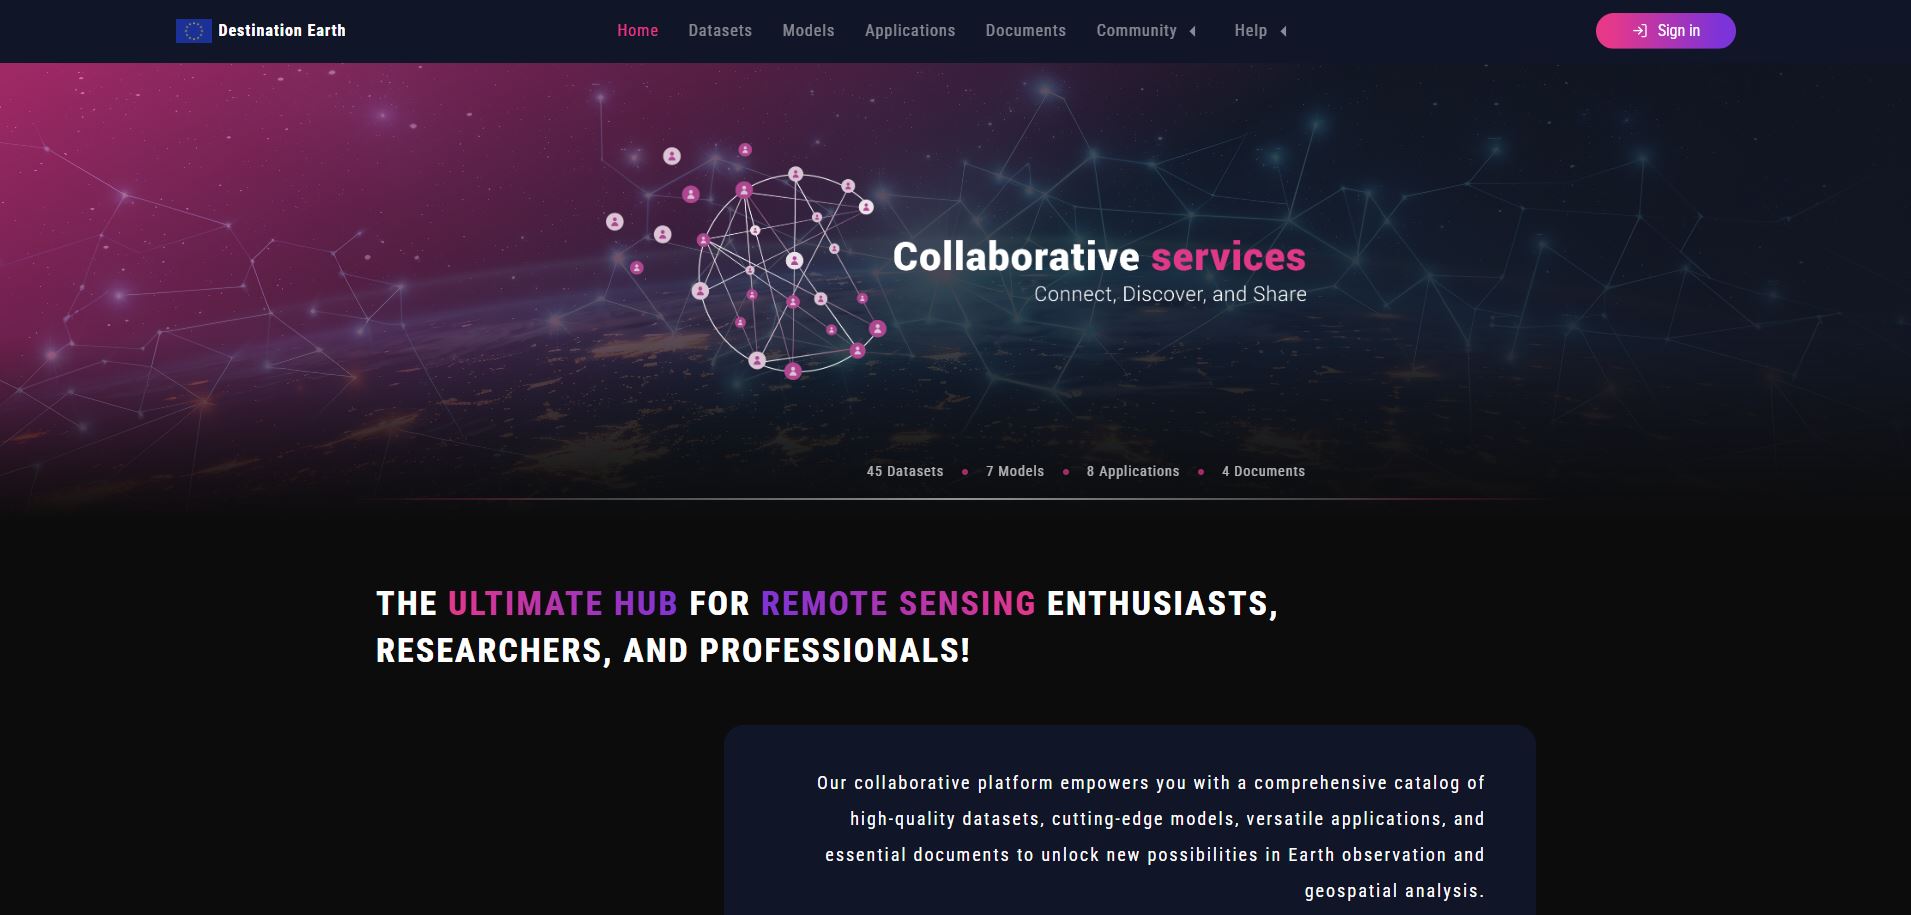 Destination Earth
Home Datasets Models Applications Documents Community Help
Sign in
Collaborative services
Connect, Discover, and Share
45 Datasets 7 Models 8 Applications 4 Documents
THE ULTIMATE HUB FOR REMOTE SENSING ENTHUSIASTS,
RESEARCHERS, AND PROFESSIONALS!
Our collaborative platform empowers you with a comprehensive catalog of
high-quality datasets, cutting-edge models, versatile applications, and
essential documents to unlock new possibilities in Earth observation and
geospatial analysis.